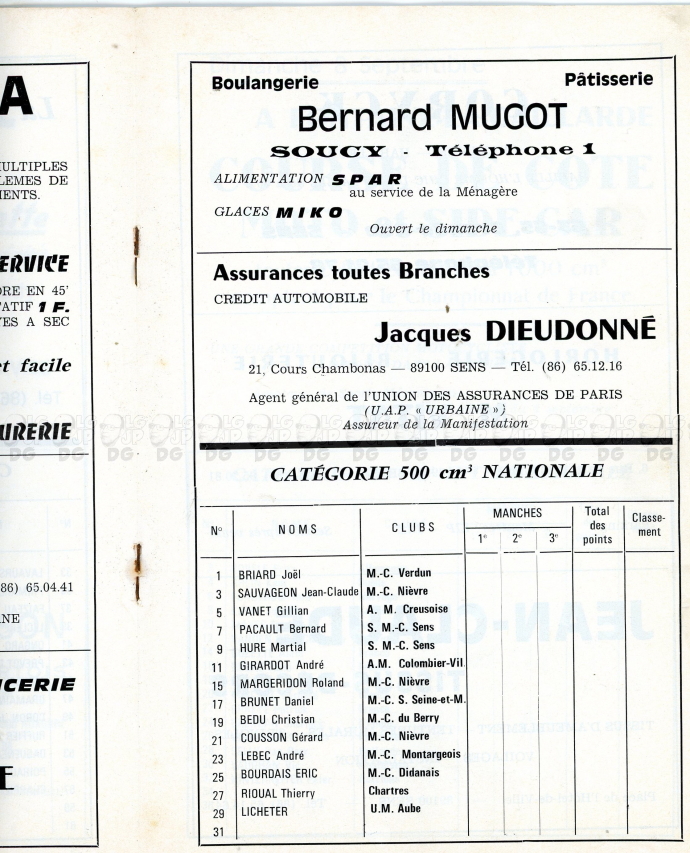 A
MULTIPLES
LEMES DE
MENTS.
ERVICE
DRE EN 45'
TATIF 1 F.
YES A SEC
et facile
URERIE
86) 65.04.41
NE
CERIE
E
Boulangerie Pâtisserie
Bernard MUGOT
SOUCY - Téléphone 1
ALIMENTATION SPAR
au service de la Ménagère
GLACES MIKO
Ouvert le dimanche
Assurances toutes Branches
CREDIT AUTOMOBILE
Jacques DIEUDONNÉ
21, Cours Chambonas — 89100 SENS — Tél. (86) 65.12.16
Agent général de l'UNION DES ASSURANCES DE PARIS
(U.A.P. « URBAINE »)
Assureur de la Manifestation
CATÉGORIE 500 cm³ NATIONALE
Nº NOMS CLUBS MANCHES 1e 2e 3e Total des points Classe-ment
1 BRIARD Joël M.-C. Verdun
3 SAUVAGEON Jean-Claude M.-C. Nièvre
5 VANET Gillian A. M. Creusoise
7 PACAULT Bernard S. M.-C. Sens
9 HURE Martial S. M.-C. Sens
11 GIRARDOT André A.M. Colombier-Vil.
15 MARGERIDON Roland M.-C. Nièvre
17 BRUNET Daniel M.-C. S. Seine-et-M.
19 BEDU Christian M.-C. du Berry
21 COUSSON Gérard M.-C. Nièvre
23 LEBEC André M.-C. Montargeois
25 BOURDAIS ERIC M.-C. Didanais
27 RIOUAL Thierry Chartres
29 LICHETER U.M. Aube
31